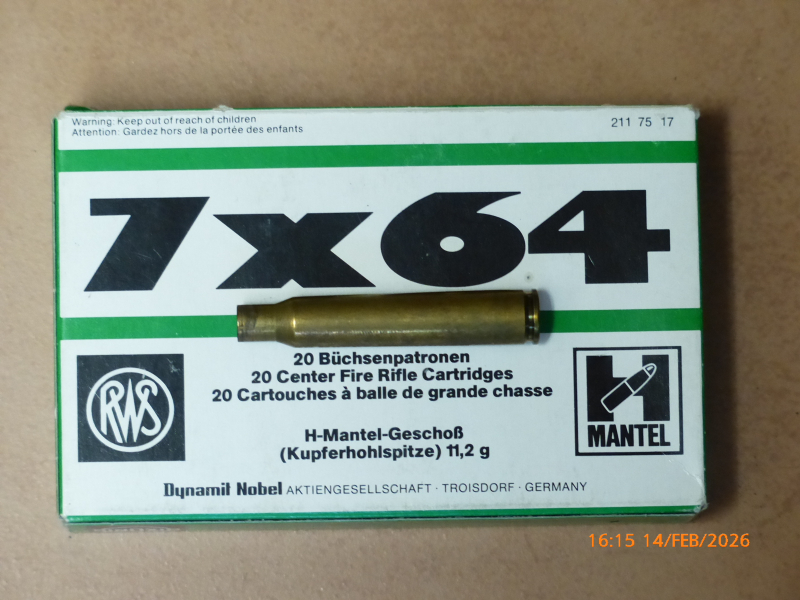 Warning: Keep out of reach of children
Attention: Gardez hors de la portée des enfants
211 75 17
7x64
20 Büchsenpatronen
20 Center Fire Rifle Cartridges
20 Cartouches à balle de grande chasse
RWS
H-Mantel-Geschoß
(Kupferhohlspitze) 11,2 g
H
MANTEL
Dynamit Nobel AKTIENGESELLSCHAFT · TROISDORF · GERMANY
16:15 14/FEB/2026